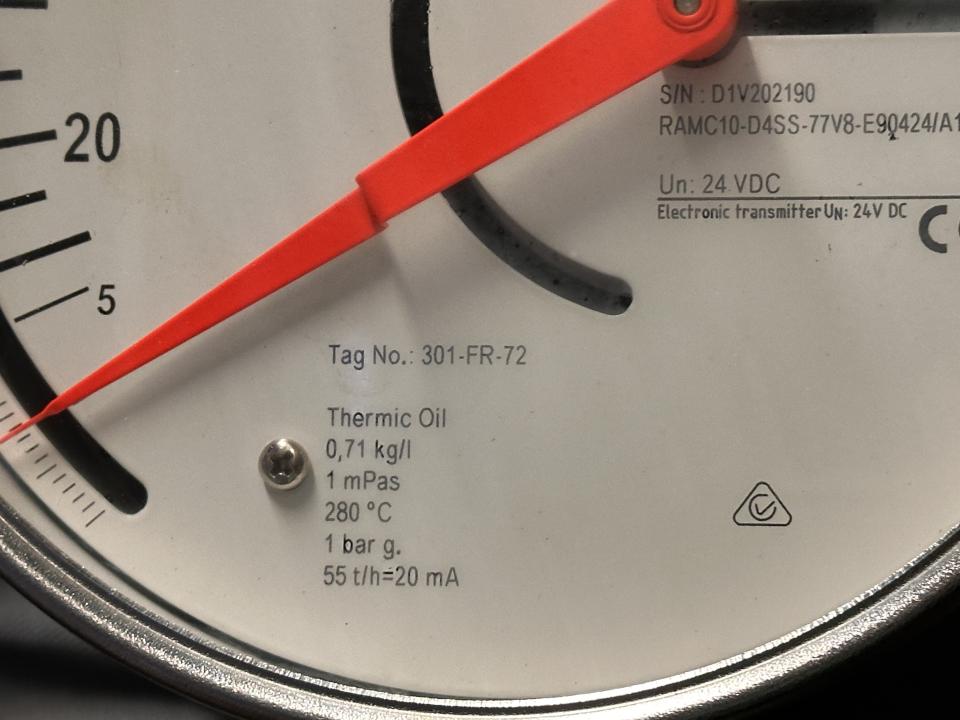 20
5
S/N : D1V202190
RAMC10-D4SS-77V8-E90424/A1
Un: 24 VDC
Electronic transmitter UN: 24V DC
Tag No.: 301-FR-72
Thermic Oil
0,71 kg/l
1 mPas
280 °C
1 bar g.
55 t/h=20 mA